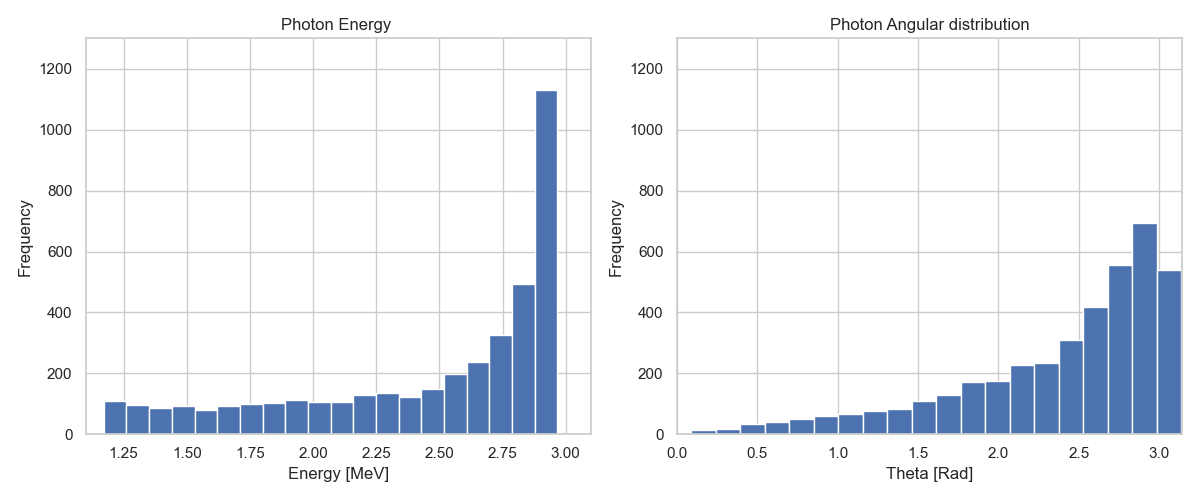 Photon Energy
1200
1000
800
600
400
200
0
Frequency
1.25 1.50 1.75 2.00 2.25 2.50 2.75 3.00
Energy [MeV]
Photon Angular distribution
1200
1000
800
600
400
200
0
Frequency
0.0 0.5 1.0 1.5 2.0 2.5 3.0
Theta [Rad]